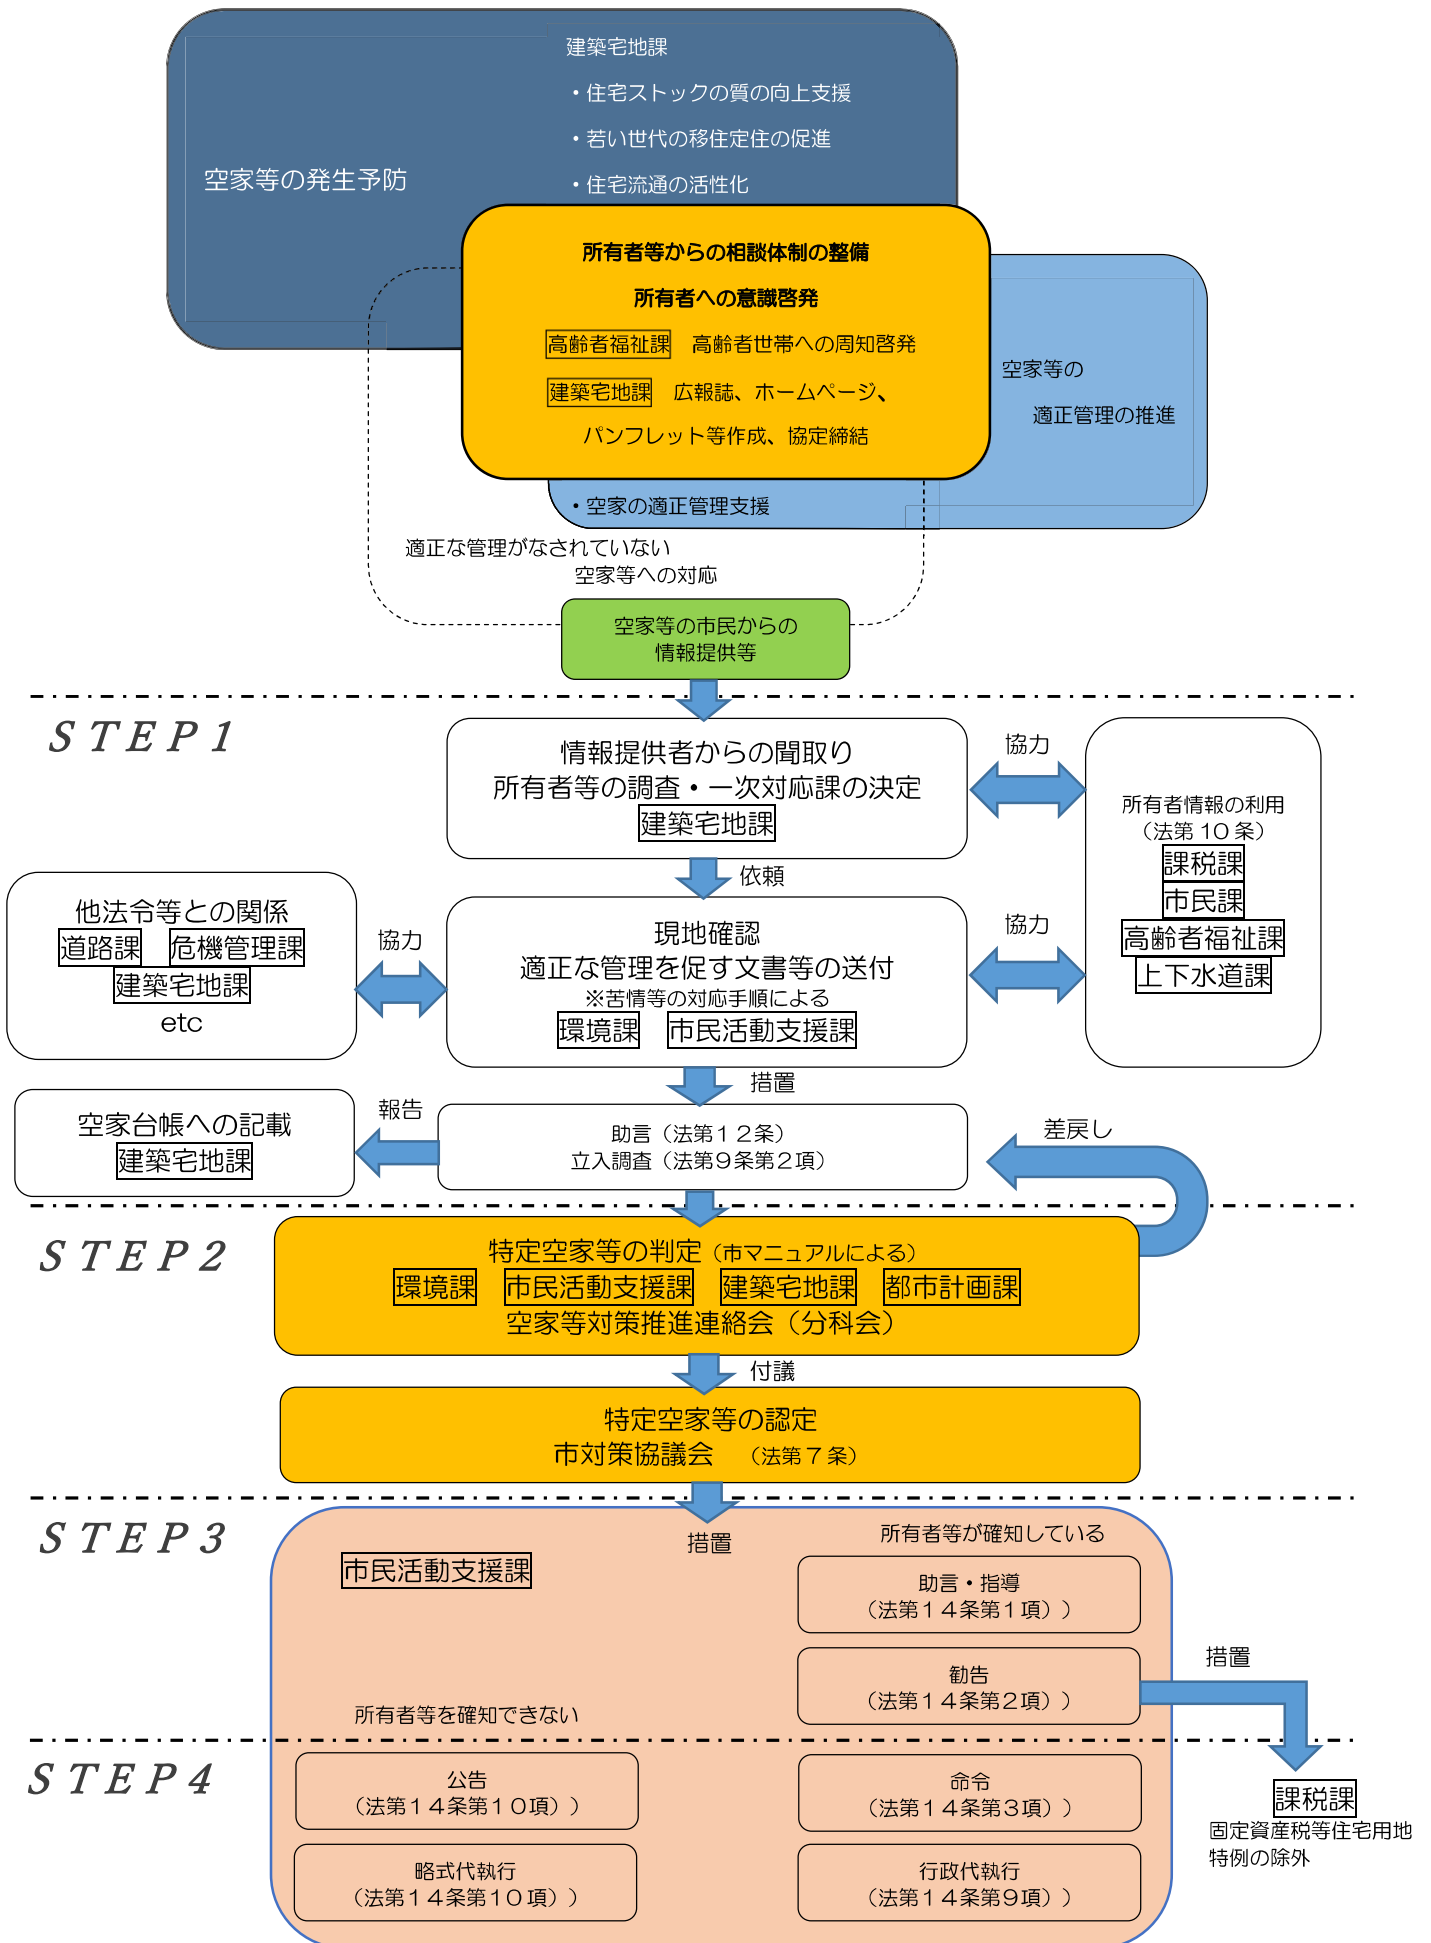 建築宅地課
・住宅ストックの質の向上支援
・若い世代の移住定住の促進
・住宅流通の活性化
空家等の発生予防
所有者等からの相談体制の整備
所有者への意識啓発
高齢者福祉課　高齢者世帯への周知啓発
建築宅地課　広報誌、ホームページ、
パンフレット等作成、協定締結
空家等の
適正管理の推進
・空家の適正管理支援
適正な管理がなされていない
空家等への対応
空家等の市民からの
情報提供等
ＳＴＥＰ１
情報提供者からの聞取り
所有者等の調査・一次対応課の決定
建築宅地課
協力
所有者情報の利用
（法第10条）
課税課
市民課
高齢者福祉課
上下水道課
依頼
他法令等との関係
道路課　危機管理課
建築宅地課
etc
協力
現地確認
適正な管理を促す文書等の送付
※苦情等の対応手順による
環境課　市民活動支援課
協力
措置
空家台帳への記載
建築宅地課
報告
助言（法第１２条）
立入調査（法第９条第２項）
差戻し
ＳＴＥＰ２
特定空家等の判定（市マニュアルによる）
環境課　市民活動支援課　建築宅地課　都市計画課
空家等対策推進連絡会（分科会）
付議
特定空家等の認定
市対策協議会　（法第７条）
ＳＴＥＰ３
措置
市民活動支援課
所有者等が確知している
助言・指導
（法第１４条第１項））
勧告
（法第１４条第２項））
措置
所有者等を確知できない
ＳＴＥＰ４
公告
（法第１４条第１０項））
命令
（法第１４条第３項））
課税課
固定資産税等住宅用地
特例の除外
略式代執行
（法第１４条第１０項））
行政代執行
（法第１４条第９項））